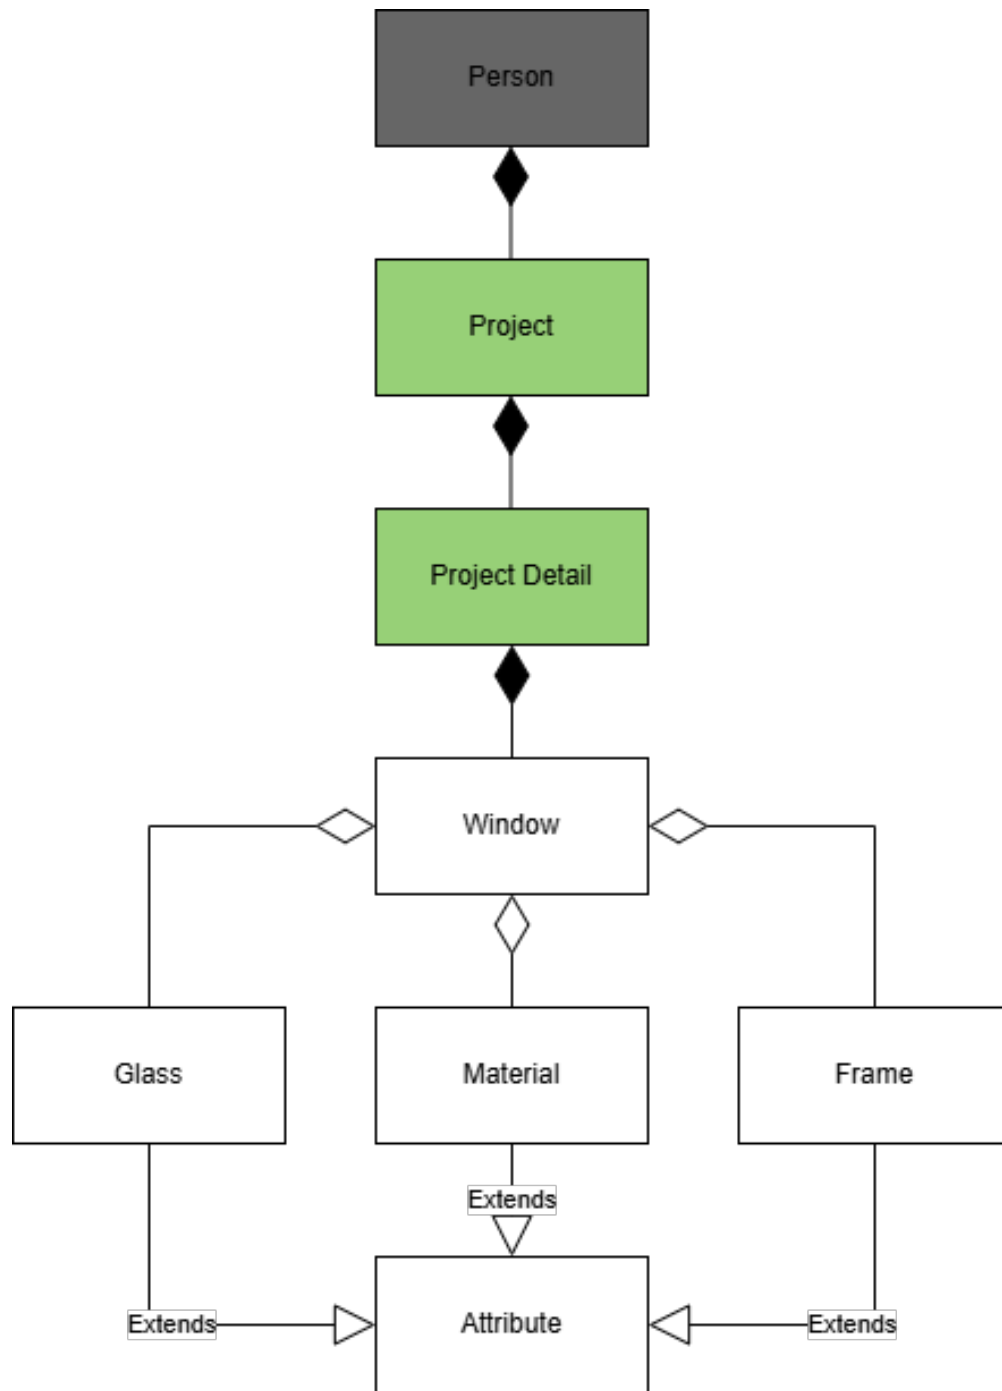 Person
Project
Project Detail
Window
Glass
Material
Frame
Extends
Extends
Attribute
Extends